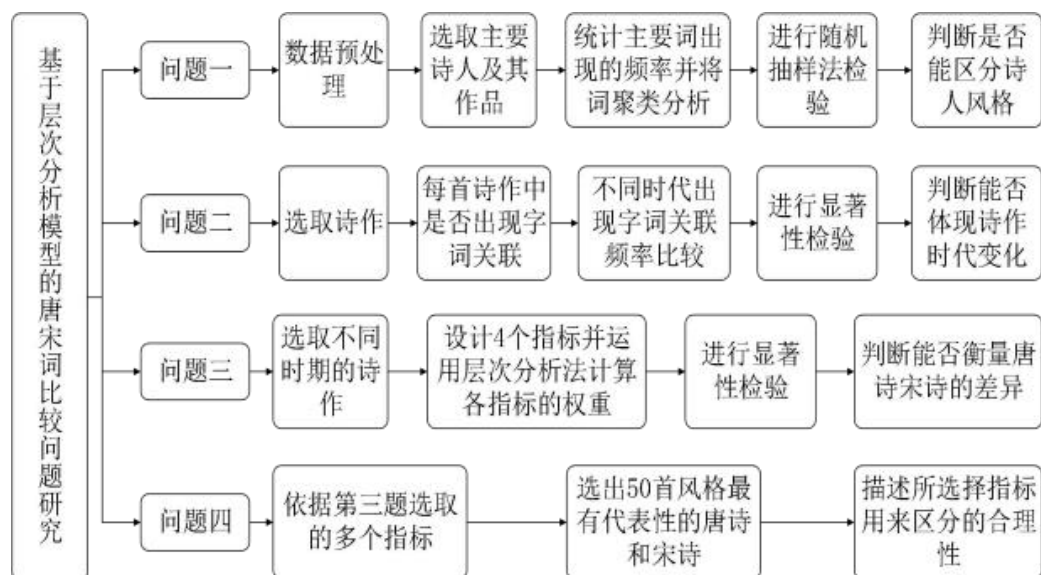 基于层次分析模型的唐宋词比较问题研究
问题一
数据预处
理
选取主要
诗人及其
作品
统计主要词出
现的频率并将
词聚类分析
进行随机
抽样法检
验
判断是否
能区分诗
人风格
问题二
选取诗作
每首诗作中
是否出现字
词关联
不同时代出
现字词关联
频率比较
进行显著
性检验
判断能否
体现诗作
时代变化
问题三
选取不同
时期的诗
作
设计4个指标并运
用层次分析法计算
各指标的权重
进行显著
性检验
判断能否衡量唐
诗宋诗的差异
问题四
依据第三题选取
的多个指标
选出50首风格最
有代表性的唐诗
和宋诗
描述所选择指标
用来区分的合理
性